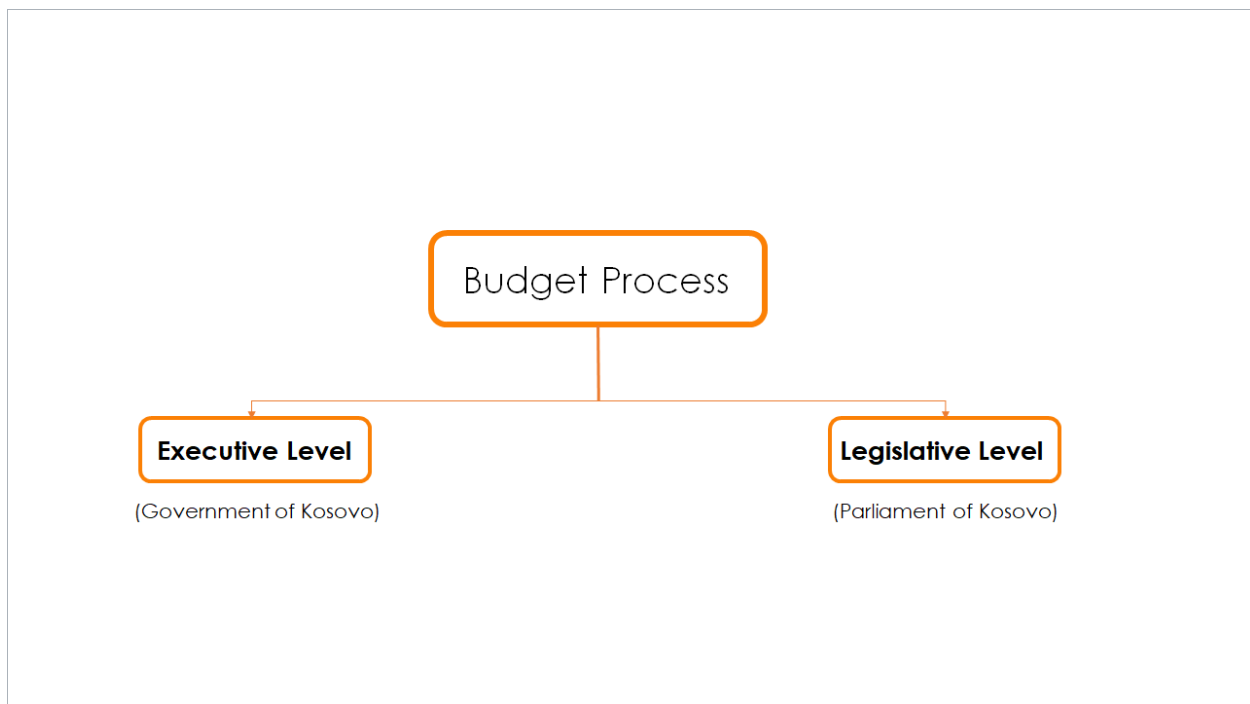 Budget Process
Executive Level
Legislative Level
(Government of Kosovo)
(Parliament of Kosovo)